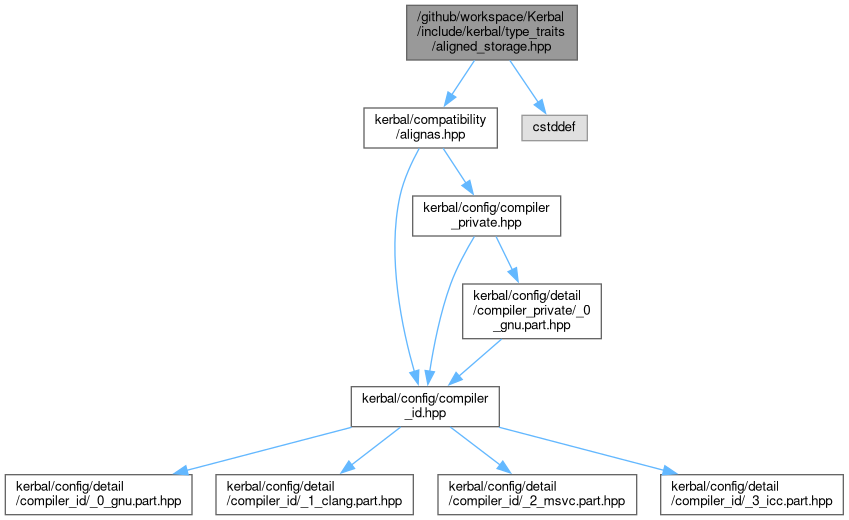 /github/workspace/Kerbal
/include/kerbal/type_traits
/aligned_storage.hpp
kerbal/compatibility
/alignas.hpp
cstddef
kerbal/config/compiler
_private.hpp
kerbal/config/detail
/compiler_private/_0
_gnu.part.hpp
kerbal/config/compiler
_id.hpp
kerbal/config/detail
/compiler_id/_0_gnu.part.hpp
kerbal/config/detail
/compiler_id/_1_clang.part.hpp
kerbal/config/detail
/compiler_id/_2_msvc.part.hpp
kerbal/config/detail
/compiler_id/_3_icc.part.hpp